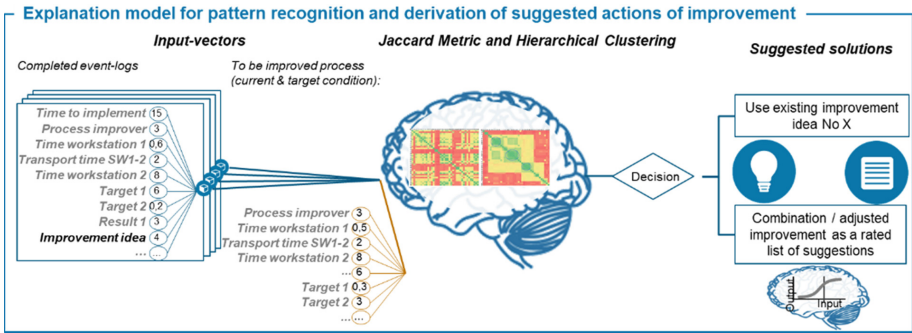 Explanation model for pattern recognition and derivation of suggested actions of improvement
Input-vectors
Jaccard Metric and Hierarchical Clustering
Suggested solutions
Completed event-logs
To be improved process
(current & target condition):
Time to implement 15
Process improver 3
Time workstation 1 0,6
Transport time SW1-2 2
Time workstation 2 8
Target 1 6
Target 2 0,2
Result 1 3
Improvement idea 4
... ...
Process improver 3
Time workstation 1 0,5
Transport time SW1-2 2
Time workstation 2 8
... 6
Target 1 0,3
Target 2 3
... ...
Decision
Use existing improvement
idea No X
Combination / adjusted
improvement as a rated
list of suggestions
Output
Input